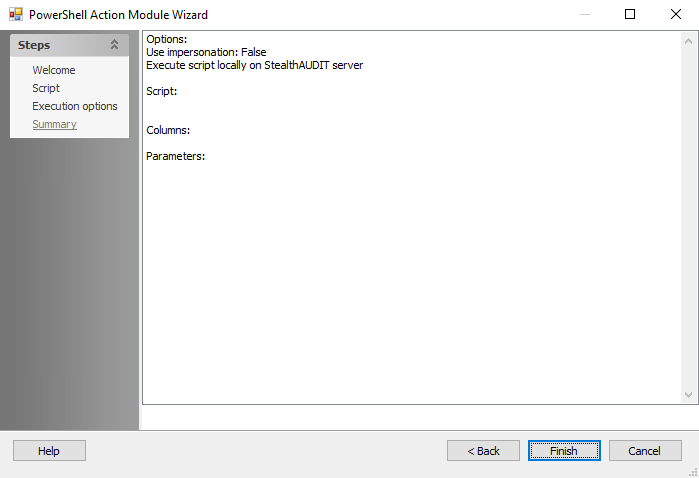 PowerShell Action Module Wizard
Steps
Welcome
Script
Execution options
Summary
Options:
Use impersonation: False
Execute script locally on StealthAUDIT server
Script:
Columns:
Parameters:
Help
< Back
Finish
Cancel